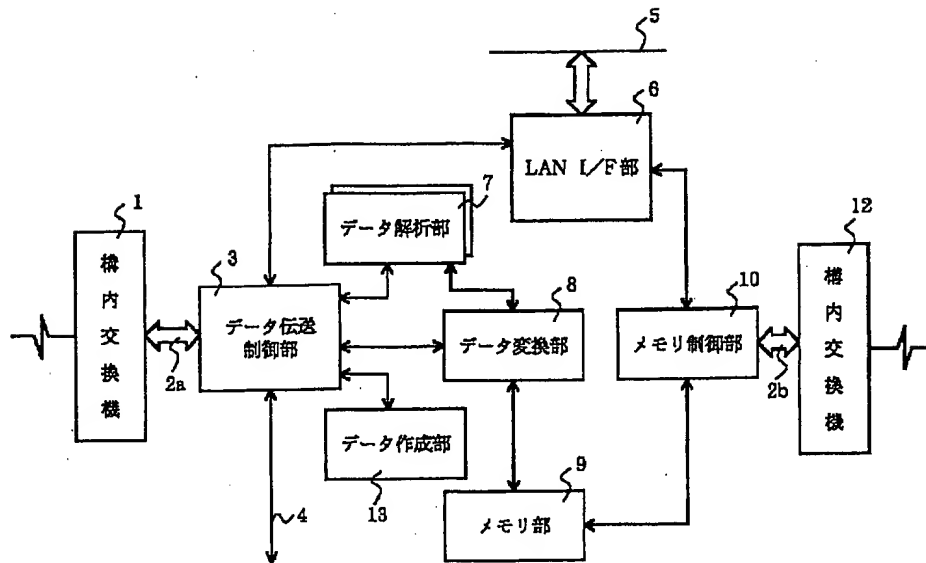 5
6
LAN I/F部
1
構内交換機
2a
3
データ伝送
制御部
7
データ解析部
8
データ変換部
10
メモリ制御部
2b
12
構内交換機
データ作成部
13
4
9
メモリ部